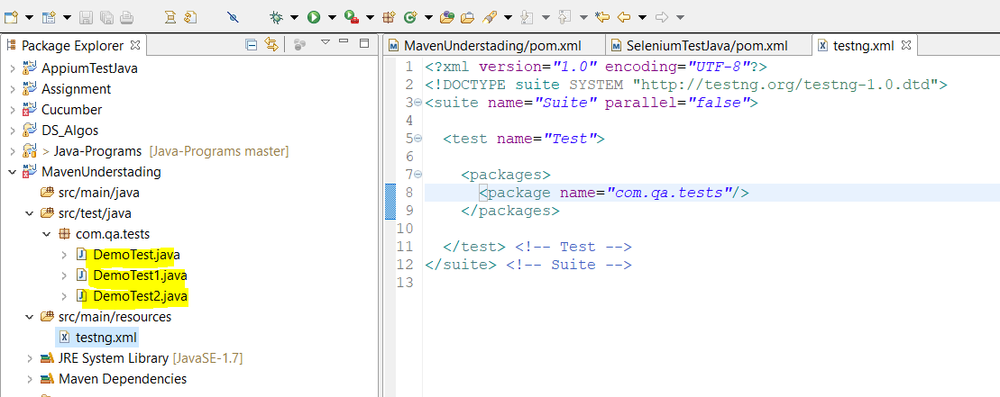 Package Explorer
AppiumTestJava
Assignment
Cucumber
DS_Algos
> Java-Programs [Java-Programs master]
MavenUnderstading
src/main/java
src/test/java
com.qa.tests
DemoTest.java
DemoTest1.java
DemoTest2.java
src/main/resources
testng.xml
JRE System Library [JavaSE-1.7]
Maven Dependencies
MavenUnderstading/pom.xml
SeleniumTestJava/pom.xml
testng.xml
1 <?xml version="1.0" encoding="UTF-8"?>
2 <!DOCTYPE suite SYSTEM "http://testng.org/testng-1.0.dtd">
3 <suite name="Suite" parallel="false">
4
5 <test name="Test">
6
7 <packages>
8 <package name="com.qa.tests"/>
9 </packages>
10
11 </test> <!-- Test -->
12 </suite> <!-- Suite -->
13